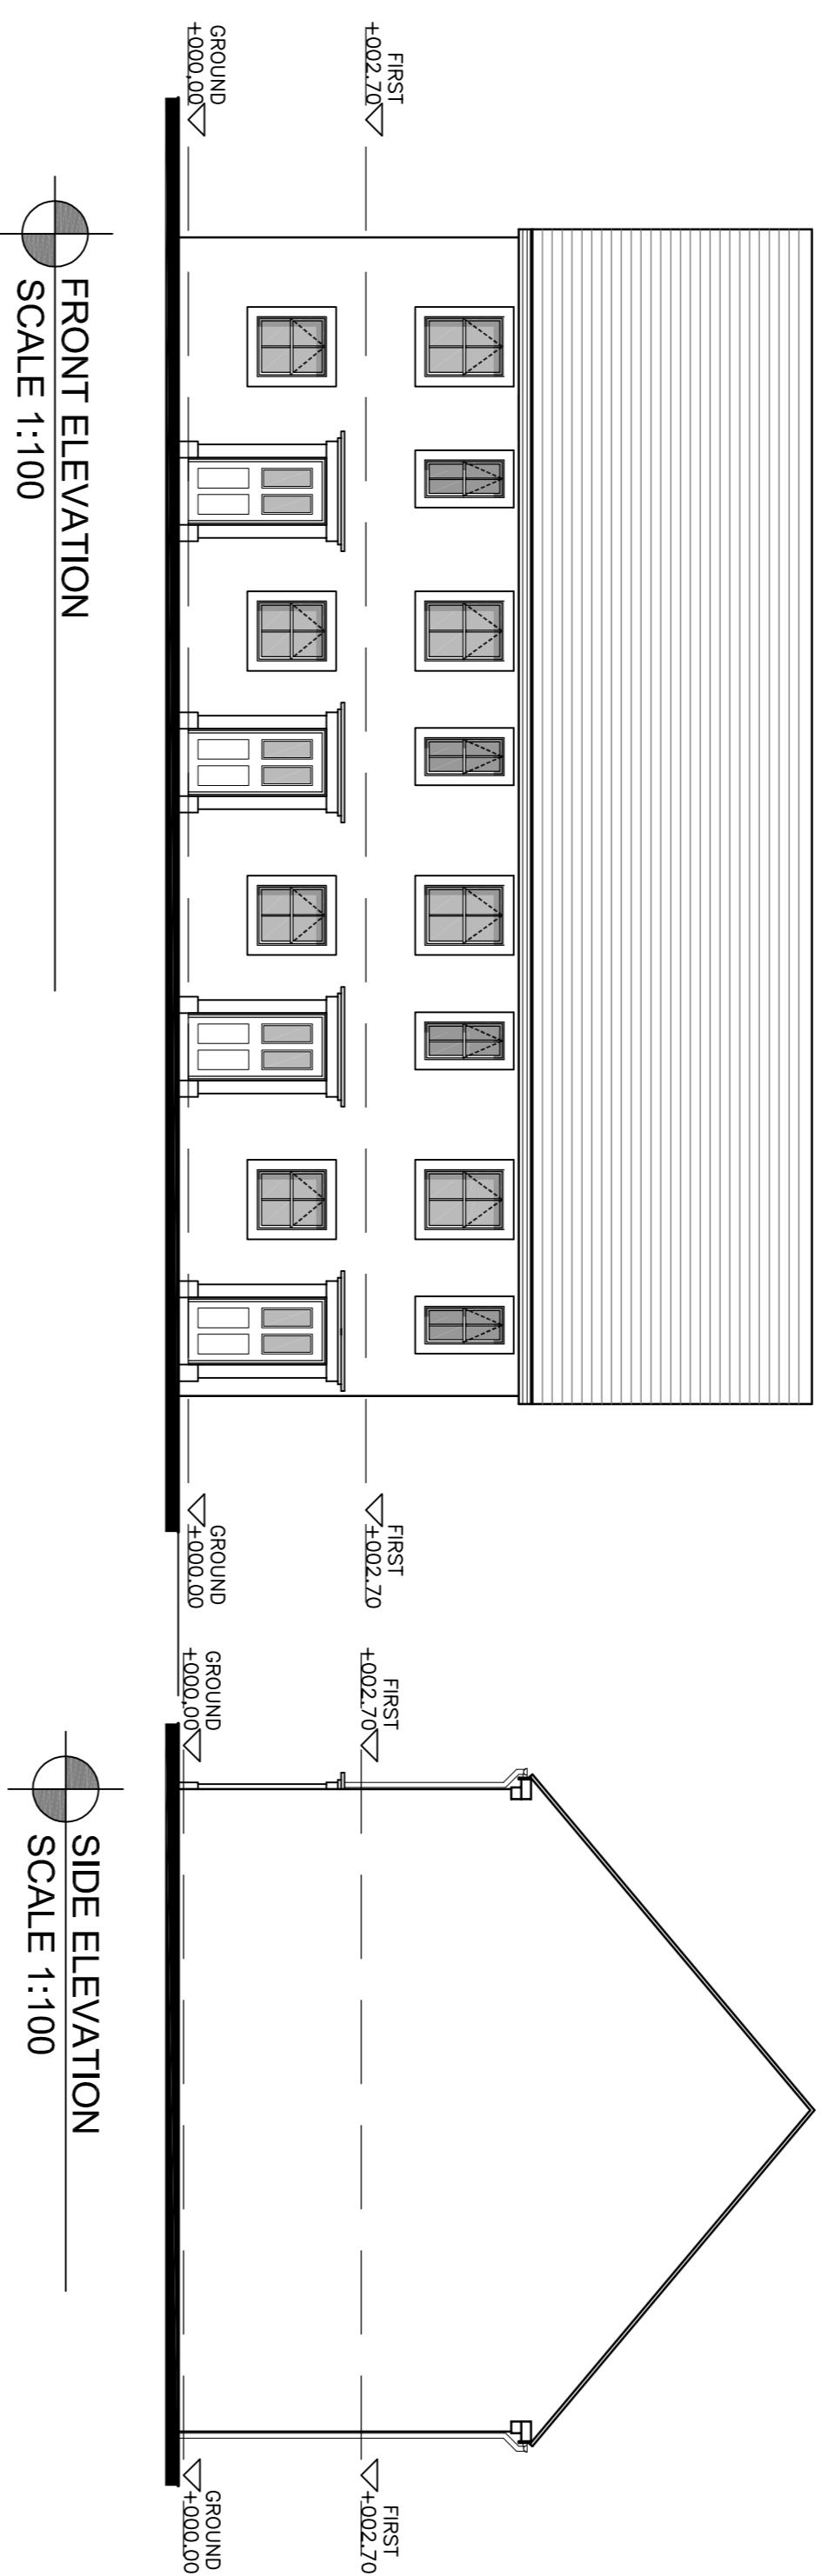 FIRST
+002.70
GROUND
+000.00
FIRST
+002.70
GROUND
+000.00
FRONT ELEVATION
SCALE 1:100
FIRST
+002.70
GROUND
+000.00
FIRST
+002.70
GROUND
+000.00
SIDE ELEVATION
SCALE 1:100